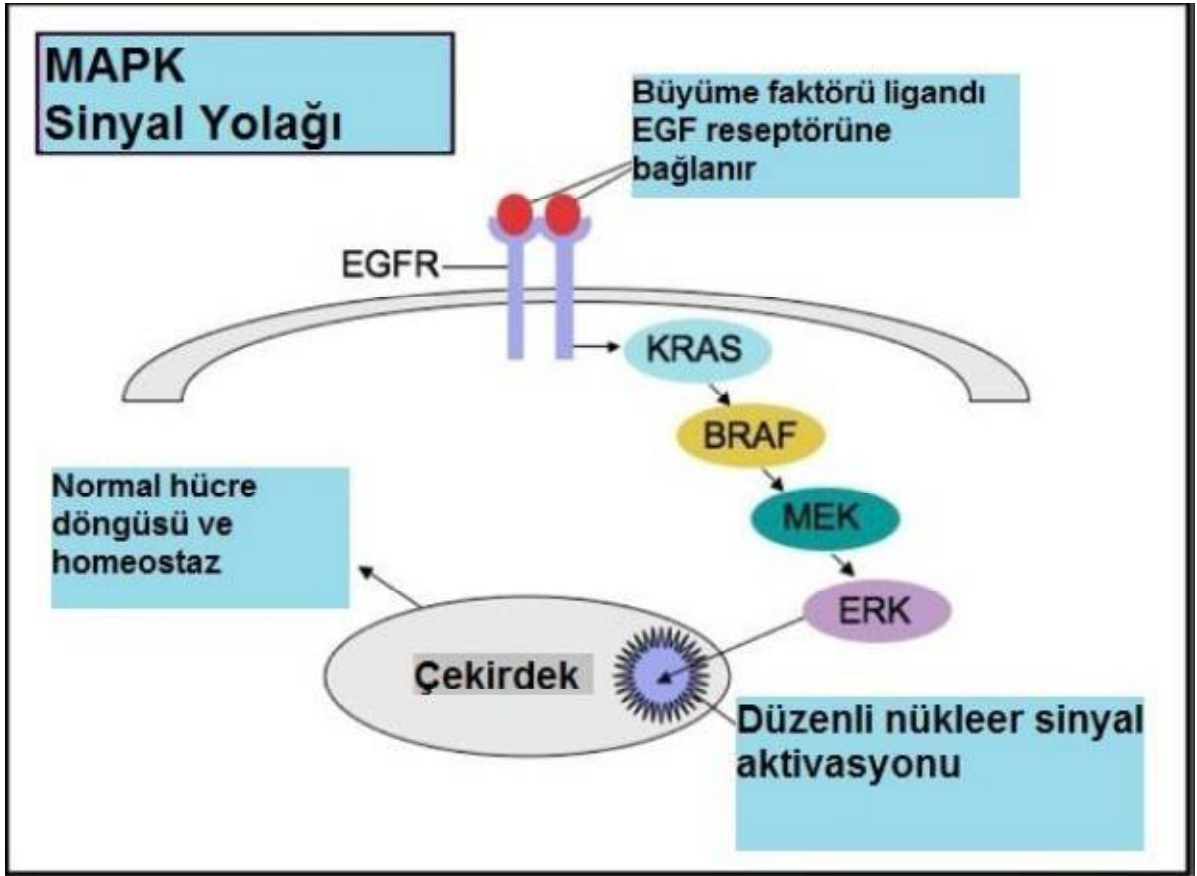 MAPK
Sinyal Yolağı
Büyüme faktörü ligandı
EGF reseptörüne
bağlanır
EGFR
KRAS
BRAF
MEK
ERK
Normal hücre
döngüsü ve
homeostaz
Çekirdek
Düzenli nükleer sinyal
aktivasyonu